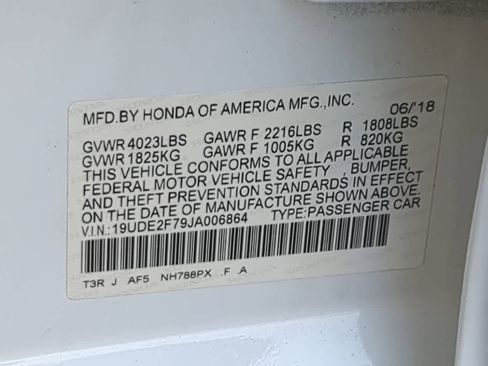 MFD.BY HONDA OF AMERICA MFG.,INC. 06/'18
GVWR 4023LBS GAWR F 2216LBS R 1808LBS
GVWR 1825KG GAWR F 1005KG R 820KG
THIS VEHICLE CONFORMS TO ALL APPLICABLE
FEDERAL MOTOR VEHICLE SAFETY BUMPER,
AND THEFT PREVENTION STANDARDS IN EFFECT
ON THE DATE OF MANUFACTURE SHOWN ABOVE.
V.I.N.: 19UDE2F79JA006864 TYPE:PASSENGER CAR
T3R J AF5 NH788PX .F .A